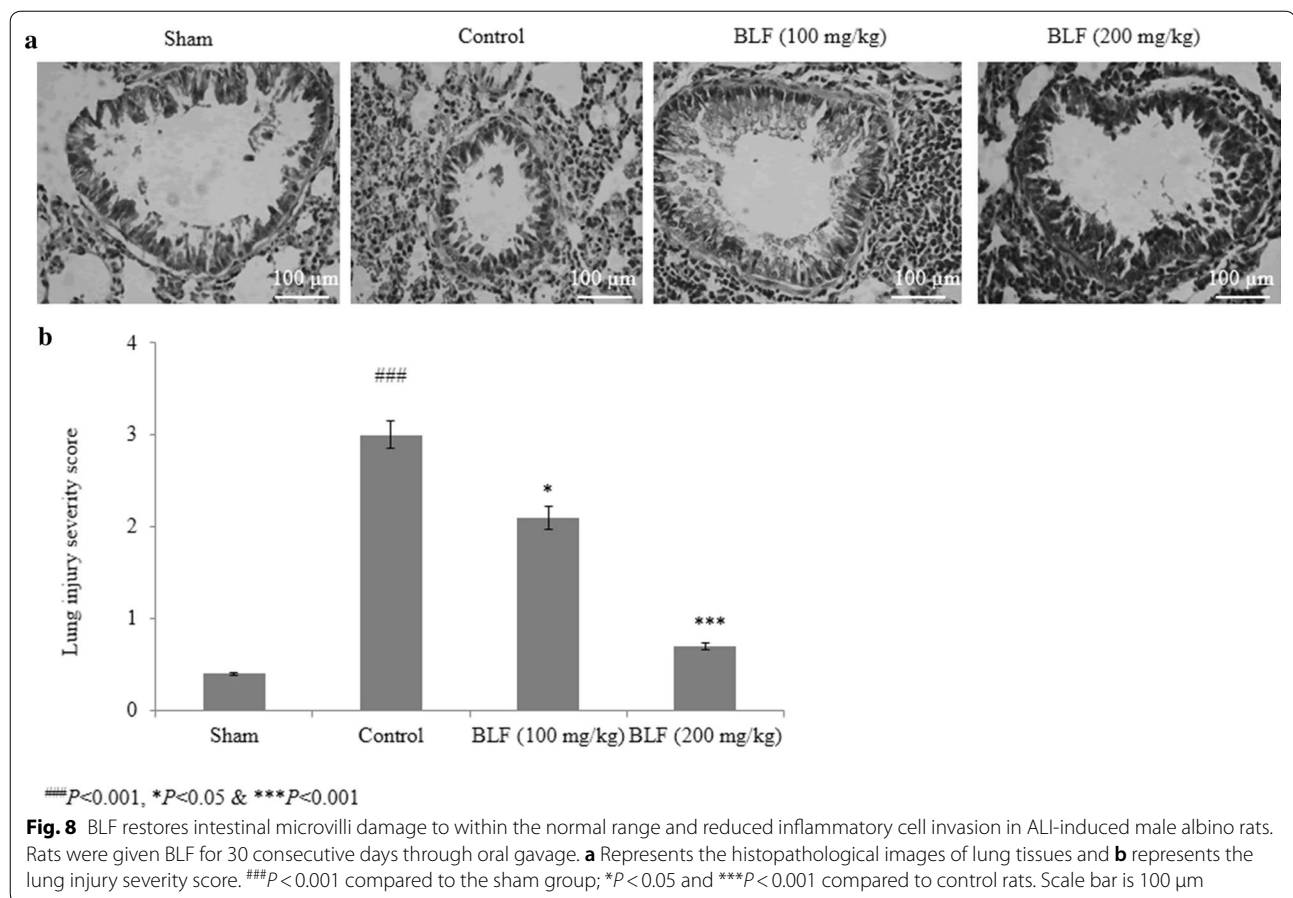 a
Sham Control BLF (100 mg/kg) BLF (200 mg/kg)
100 µm 100 µm 100 µm 100 µm
b
Lung injury severity score
4
###
3
*
2
***
1
0
Sham Control BLF (100 mg/kg) BLF (200 mg/kg)
###P<0.001, *P<0.05 & ***P<0.001
Fig. 8 BLF restores intestinal microvilli damage to within the normal range and reduced inflammatory cell invasion in ALI-induced male albino rats.
Rats were given BLF for 30 consecutive days through oral gavage. a Represents the histopathological images of lung tissues and b represents the
lung injury severity score. ###P < 0.001 compared to the sham group; *P < 0.05 and ***P < 0.001 compared to control rats. Scale bar is 100 µm